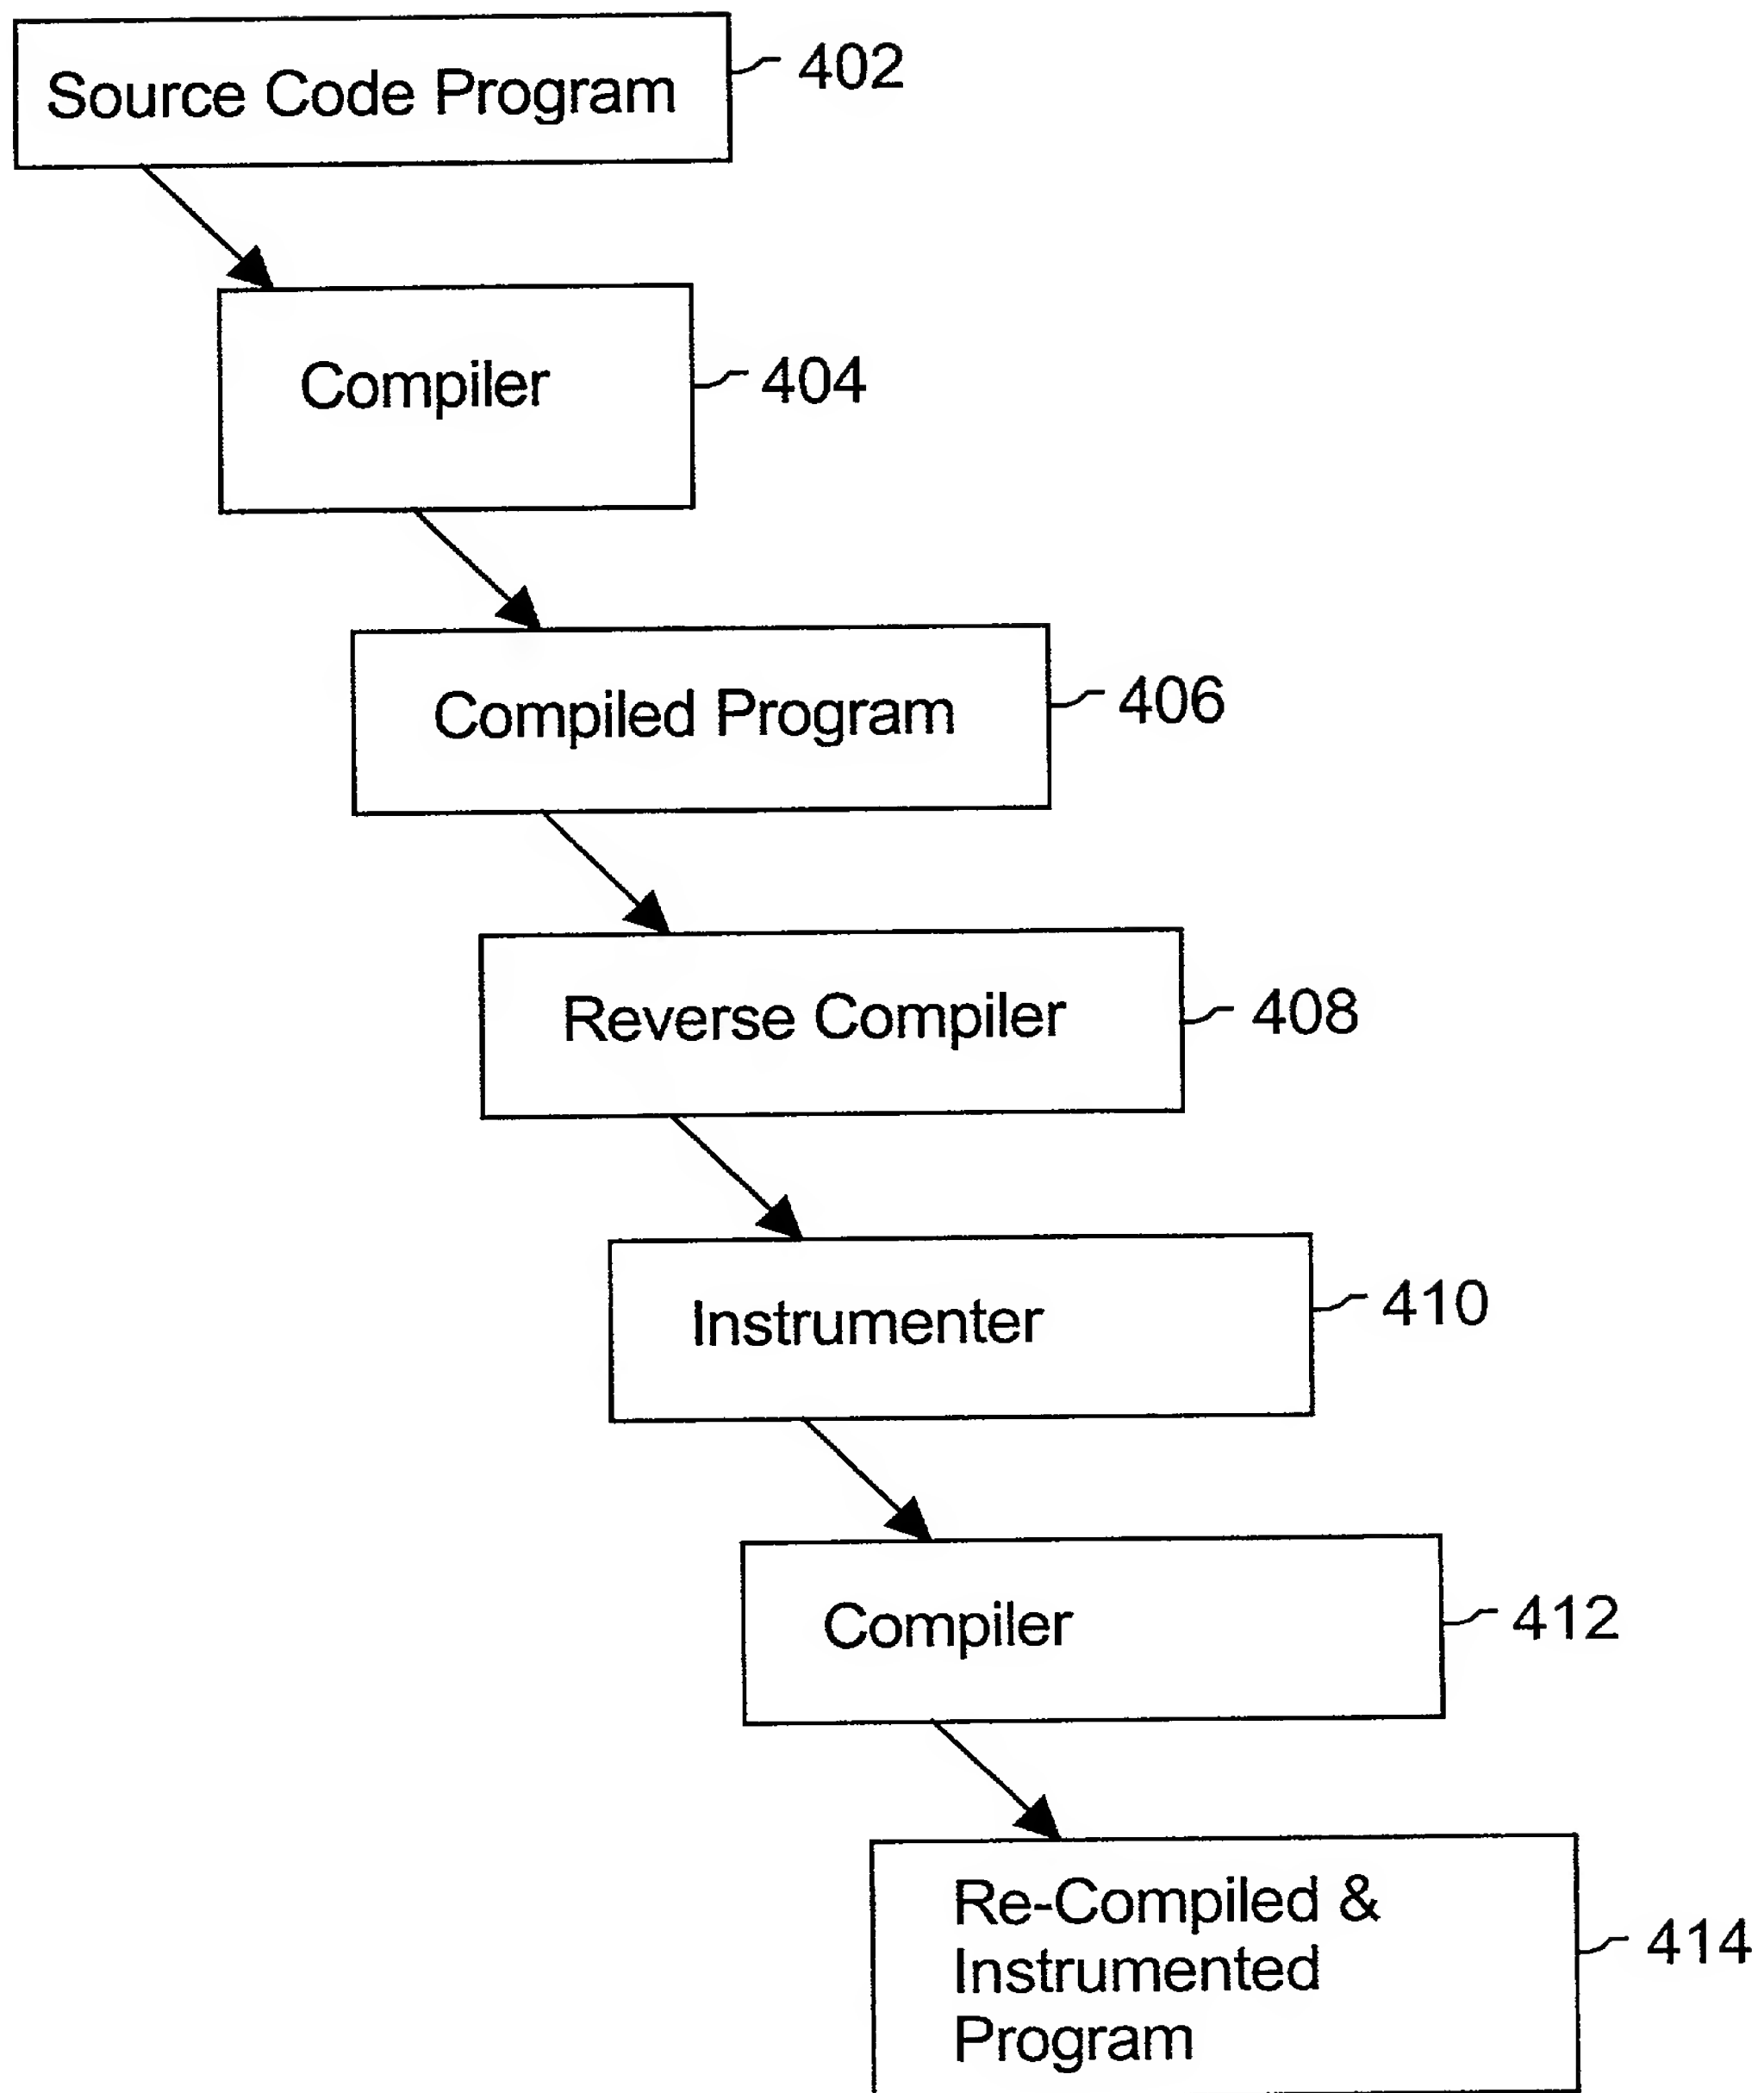 Source Code Program
402
Compiler
404
Compiled Program
406
Reverse Compiler
408
Instrumenter
410
Compiler
412
Re-Compiled &
Instrumented
Program
414